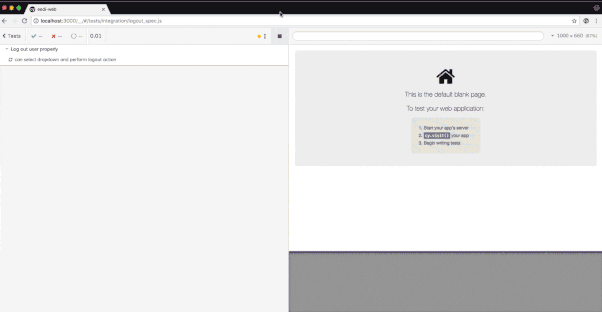 localhost:3000/__/#/tests/integration/logout_spec.js
Tests
--
--
--
0.01
1000 x 660 (67%)
Log out user properly
can select dropdown and perform logout action
This is the default blank page.
To test your web application:
1. Start your app's server
2. cy.visit() your app
3. Begin writing tests